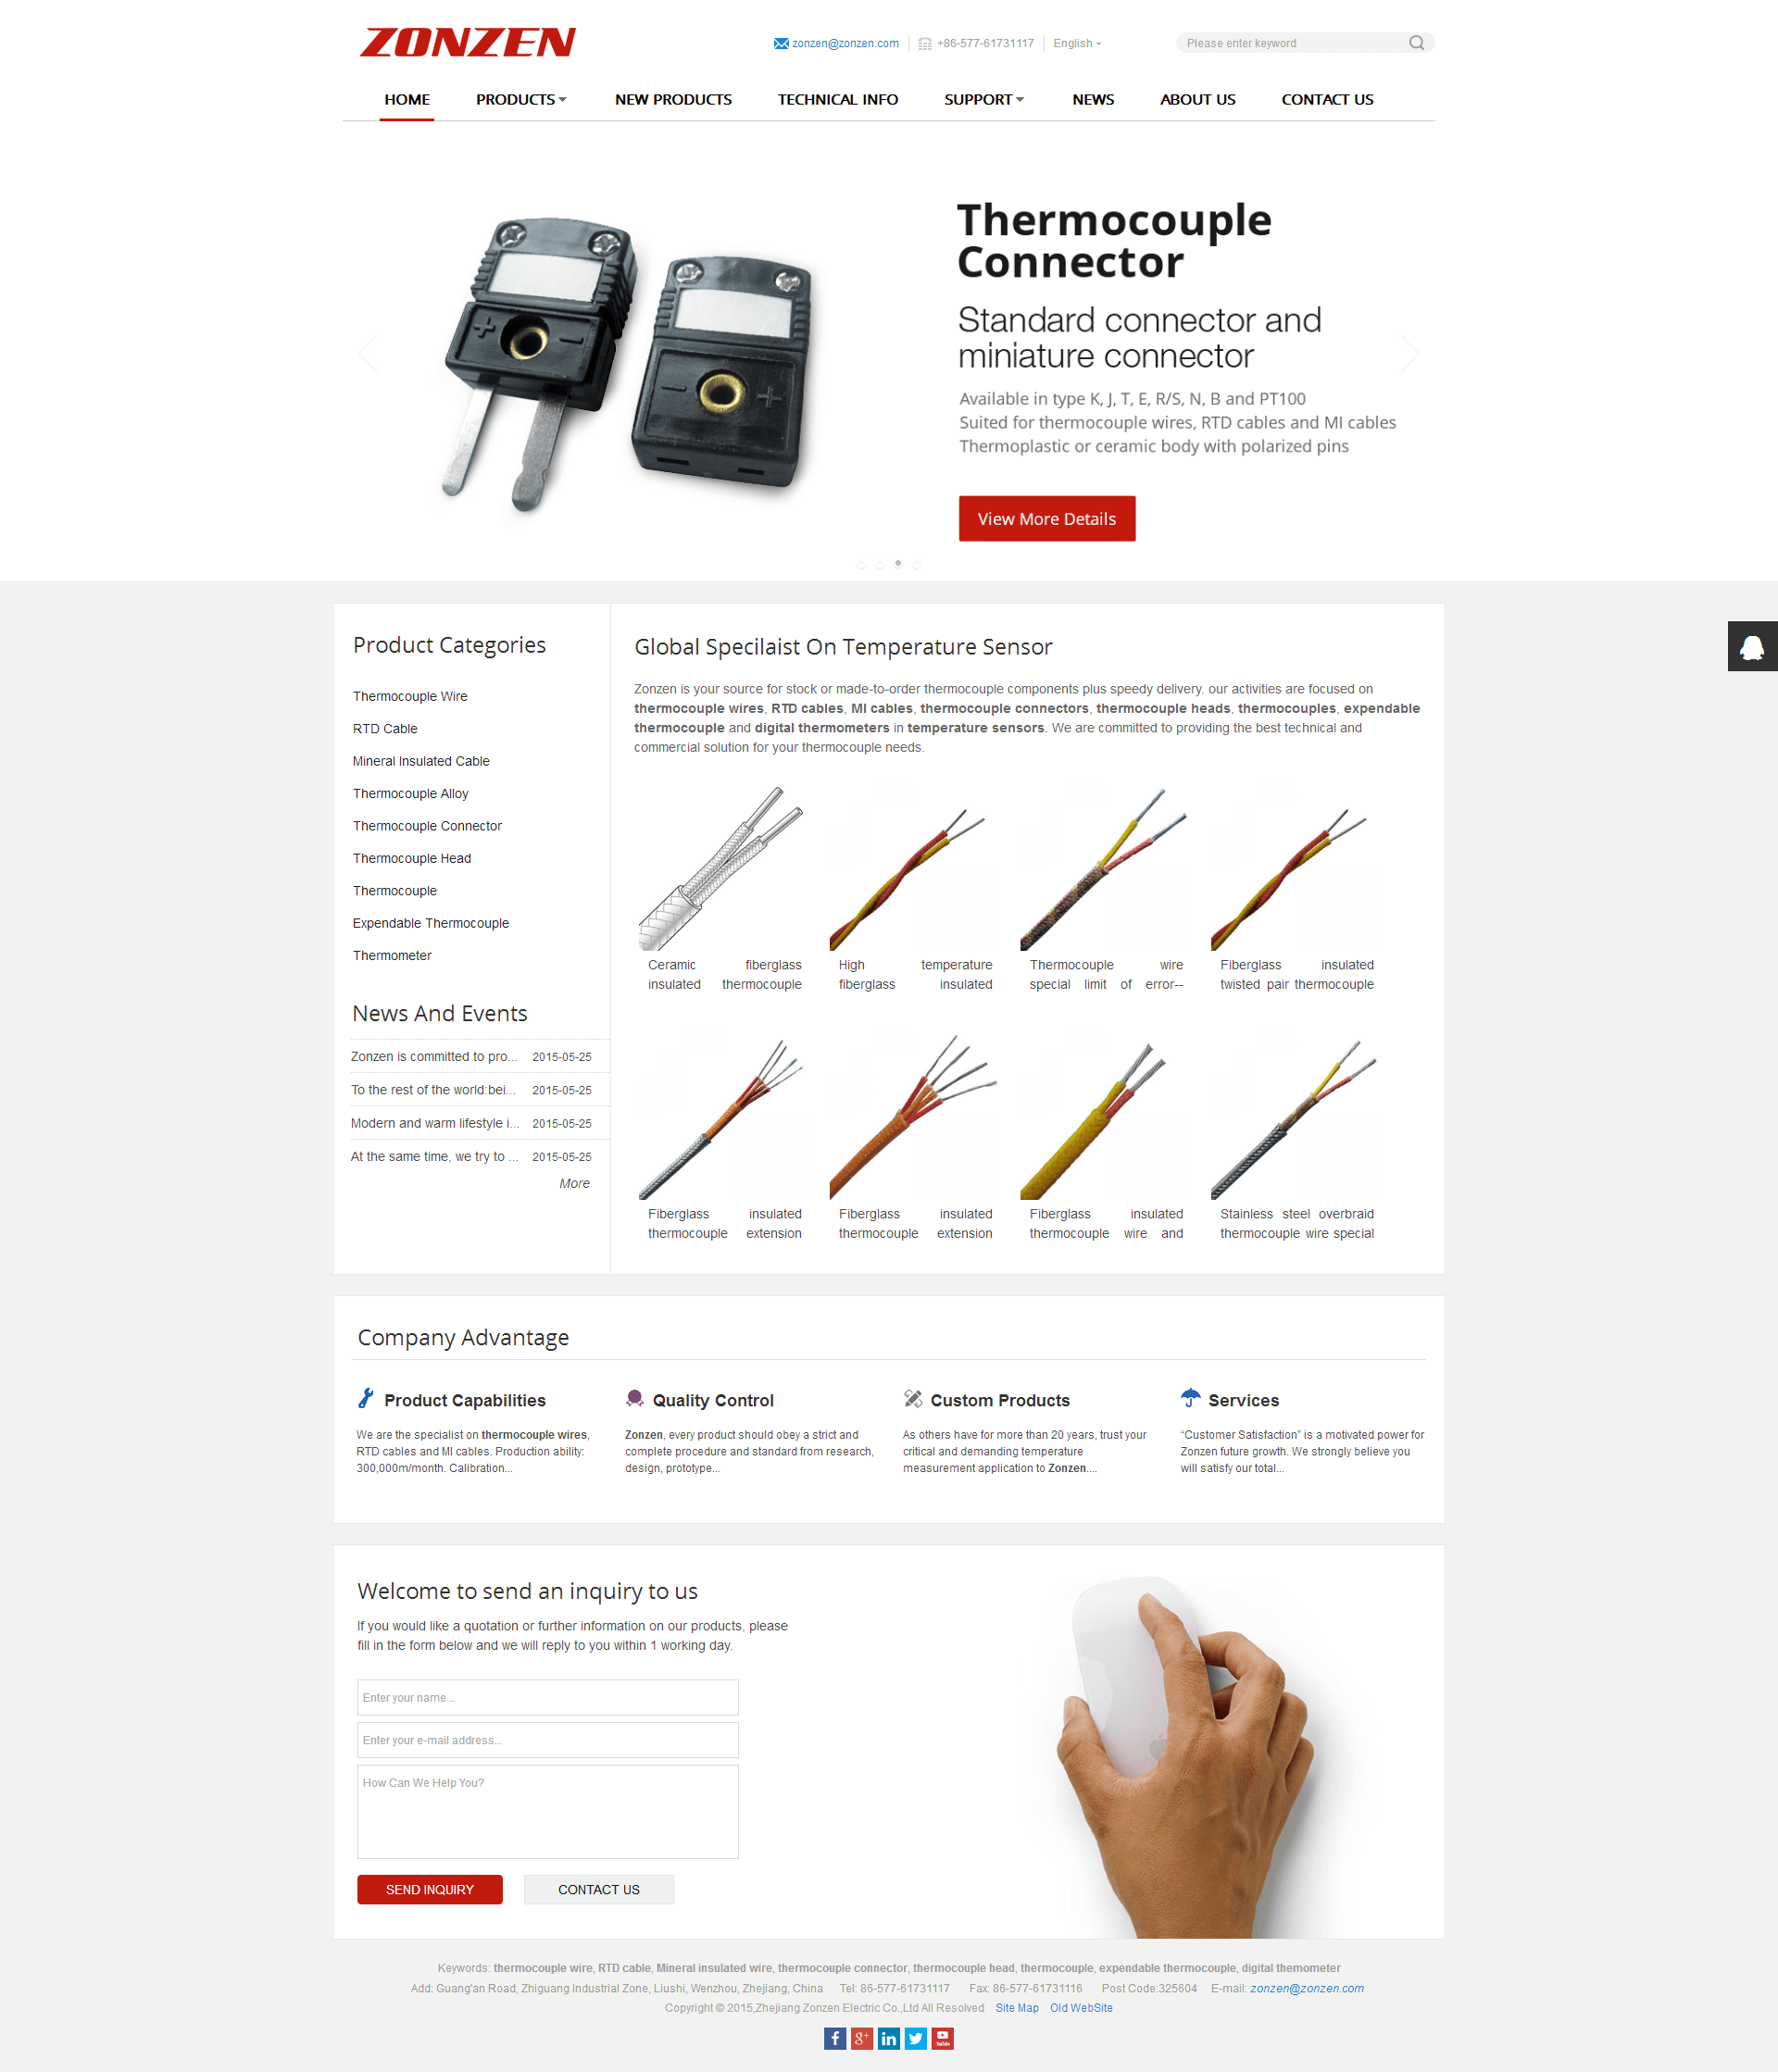 ZONZEN
zonzen@zonzen.com
+86-577-61731117
English
Please enter keyword
HOME
PRODUCTS
NEW PRODUCTS
TECHNICAL INFO
SUPPORT
NEWS
ABOUT US
CONTACT US
Thermocouple
Connector
Standard connector and
miniature connector
Available in type K, J, T, E, R/S, N, B and PT100
Suited for thermocouple wires, RTD cables and MI cables
Thermoplastic or ceramic body with polarized pins
View More Details
Product Categories
Thermocouple Wire
RTD Cable
Mineral Insulated Cable
Thermocouple Alloy
Thermocouple Connector
Thermocouple Head
Thermocouple
Expendable Thermocouple
Thermometer
News And Events
Zonzen is committed to pro... 2015-05-25
To the rest of the world:bei... 2015-05-25
Modern and warm lifestyle i... 2015-05-25
At the same time, we try to ... 2015-05-25
More
Global Specilaist On Temperature Sensor
Zonzen is your source for stock or made-to-order thermocouple components plus speedy delivery. our activities are focused on
thermocouple wires, RTD cables, MI cables, thermocouple connectors, thermocouple heads, thermocouples, expendable
thermocouple and digital thermometers in temperature sensors. We are committed to providing the best technical and
commercial solution for your thermocouple needs.
Ceramic fiberglass
insulated thermocouple
High temperature
fiberglass insulated
Thermocouple wire
special limit of error--
Fiberglass insulated
twisted pair thermocouple
Fiberglass insulated
thermocouple extension
Fiberglass insulated
thermocouple extension
Fiberglass insulated
thermocouple wire and
Stainless steel overbraid
thermocouple wire special
Company Advantage
Product Capabilities
We are the specialist on thermocouple wires,
RTD cables and MI cables. Production ability:
300,000m/month. Calibration...
Quality Control
Zonzen, every product should obey a strict and
complete procedure and standard from research,
design, prototype...
Custom Products
As others have for more than 20 years, trust your
critical and demanding temperature
measurement application to Zonzen....
Services
“Customer Satisfaction” is a motivated power for
Zonzen future growth. We strongly believe you
will satisfy our total...
Welcome to send an inquiry to us
If you would like a quotation or further information on our products, please
fill in the form below and we will reply to you within 1 working day.
Enter your name...
Enter your e-mail address...
How Can We Help You?
SEND INQUIRY
CONTACT US
Keywords: thermocouple wire, RTD cable, Mineral insulated wire, thermocouple connector, thermocouple head, thermocouple, expendable thermocouple, digital themometer
Add: Guang'an Road, Zhiguang Industrial Zone, Liushi, Wenzhou, Zhejiang, China Tel: 86-577-61731117 Fax: 86-577-61731116 Post Code:325604 E-mail: zonzen@zonzen.com
Copyright © 2015,Zhejiang Zonzen Electric Co.,Ltd All Resolved Site Map Old WebSite